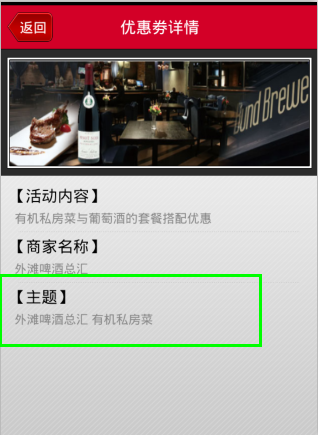 返回
优惠券详情
Bund Brewe
【活动内容】
有机私房菜与葡萄酒的套餐搭配优惠
【商家名称】
外滩啤酒总汇
【主题】
外滩啤酒总汇 有机私房菜